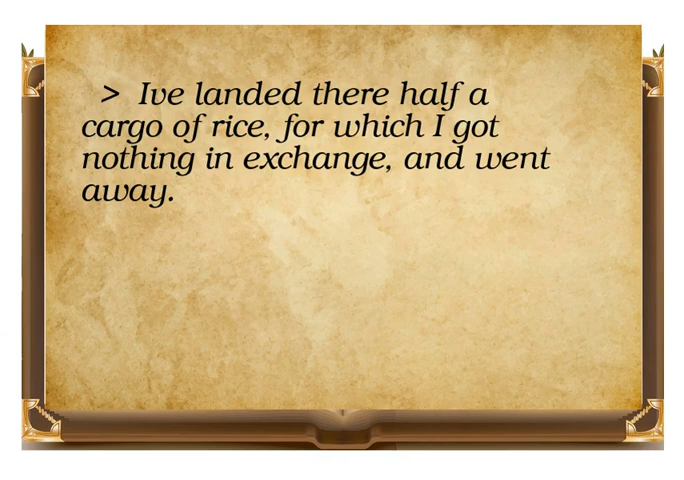 > Ive landed there half a
cargo of rice, for which I got
nothing in exchange, and went
away.